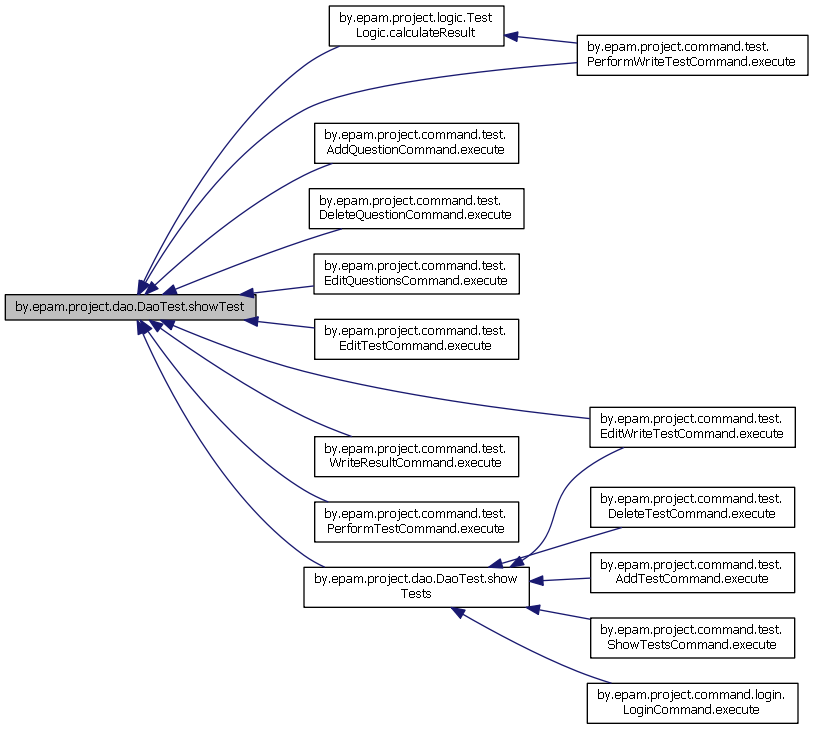 by.epam.project.logic.Test
Logic.calculateResult
by.epam.project.command.test.
PerformWriteTestCommand.execute
by.epam.project.command.test.
AddQuestionCommand.execute
by.epam.project.command.test.
DeleteQuestionCommand.execute
by.epam.project.command.test.
EditQuestionsCommand.execute
by.epam.project.dao.DaoTest.showTest
by.epam.project.command.test.
EditTestCommand.execute
by.epam.project.command.test.
EditWriteTestCommand.execute
by.epam.project.command.test.
WriteResultCommand.execute
by.epam.project.command.test.
DeleteTestCommand.execute
by.epam.project.command.test.
PerformTestCommand.execute
by.epam.project.command.test.
AddTestCommand.execute
by.epam.project.dao.DaoTest.show
Tests
by.epam.project.command.test.
ShowTestsCommand.execute
by.epam.project.command.login.
LoginCommand.execute